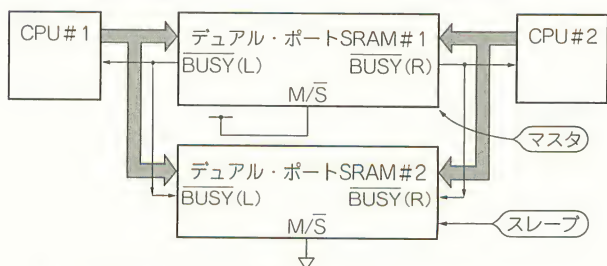 CPU#1
デュアル・ポートSRAM#1
CPU#2
BUSY(L)
BUSY(R)
M/S
マスタ
デュアル・ポートSRAM#2
BUSY(L)
BUSY(R)
M/S
スレーブ